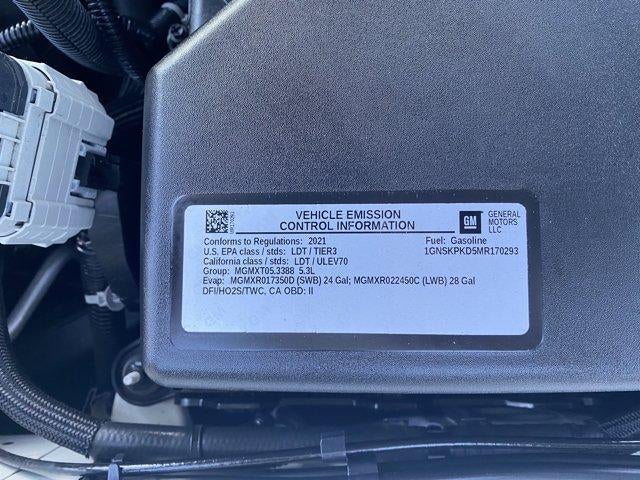 VEHICLE EMISSION
CONTROL INFORMATION
GM
GENERAL
MOTORS
LLC
Conforms to Regulations: 2021
Fuel: Gasoline
U.S. EPA class / stds: LDT / TIER3
1GNSKPKD5MR170293
California class / stds: LDT / ULEV70
Group: MGMXT05.3388 5.3L
Evap: MGMXR017350D (SWB) 24 Gal; MGMXR022450C (LWB) 28 Gal
DFI/HO2S/TWC, CA OBD: II